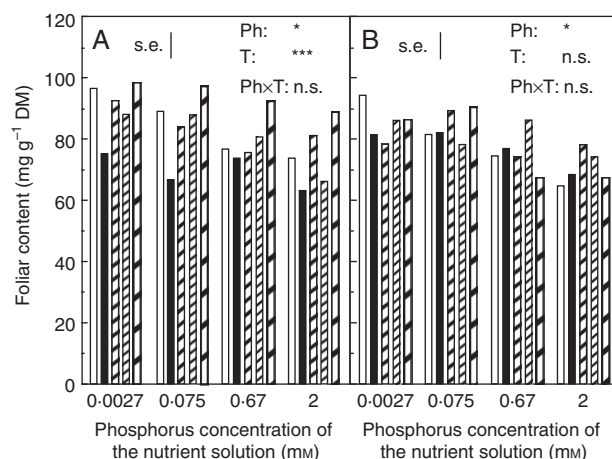 120
100
80
60
40
20
0
Foliar content (mg g⁻¹ DM)
A
s.e.
Ph: *
T: ***
Ph×T: n.s.
B
s.e.
Ph: *
T: n.s.
Ph×T: n.s.
0·0027 0·075 0·67 2
0·0027 0·075 0·67 2
Phosphorus concentration of
the nutrient solution (mM)
Phosphorus concentration of
the nutrient solution (mM)